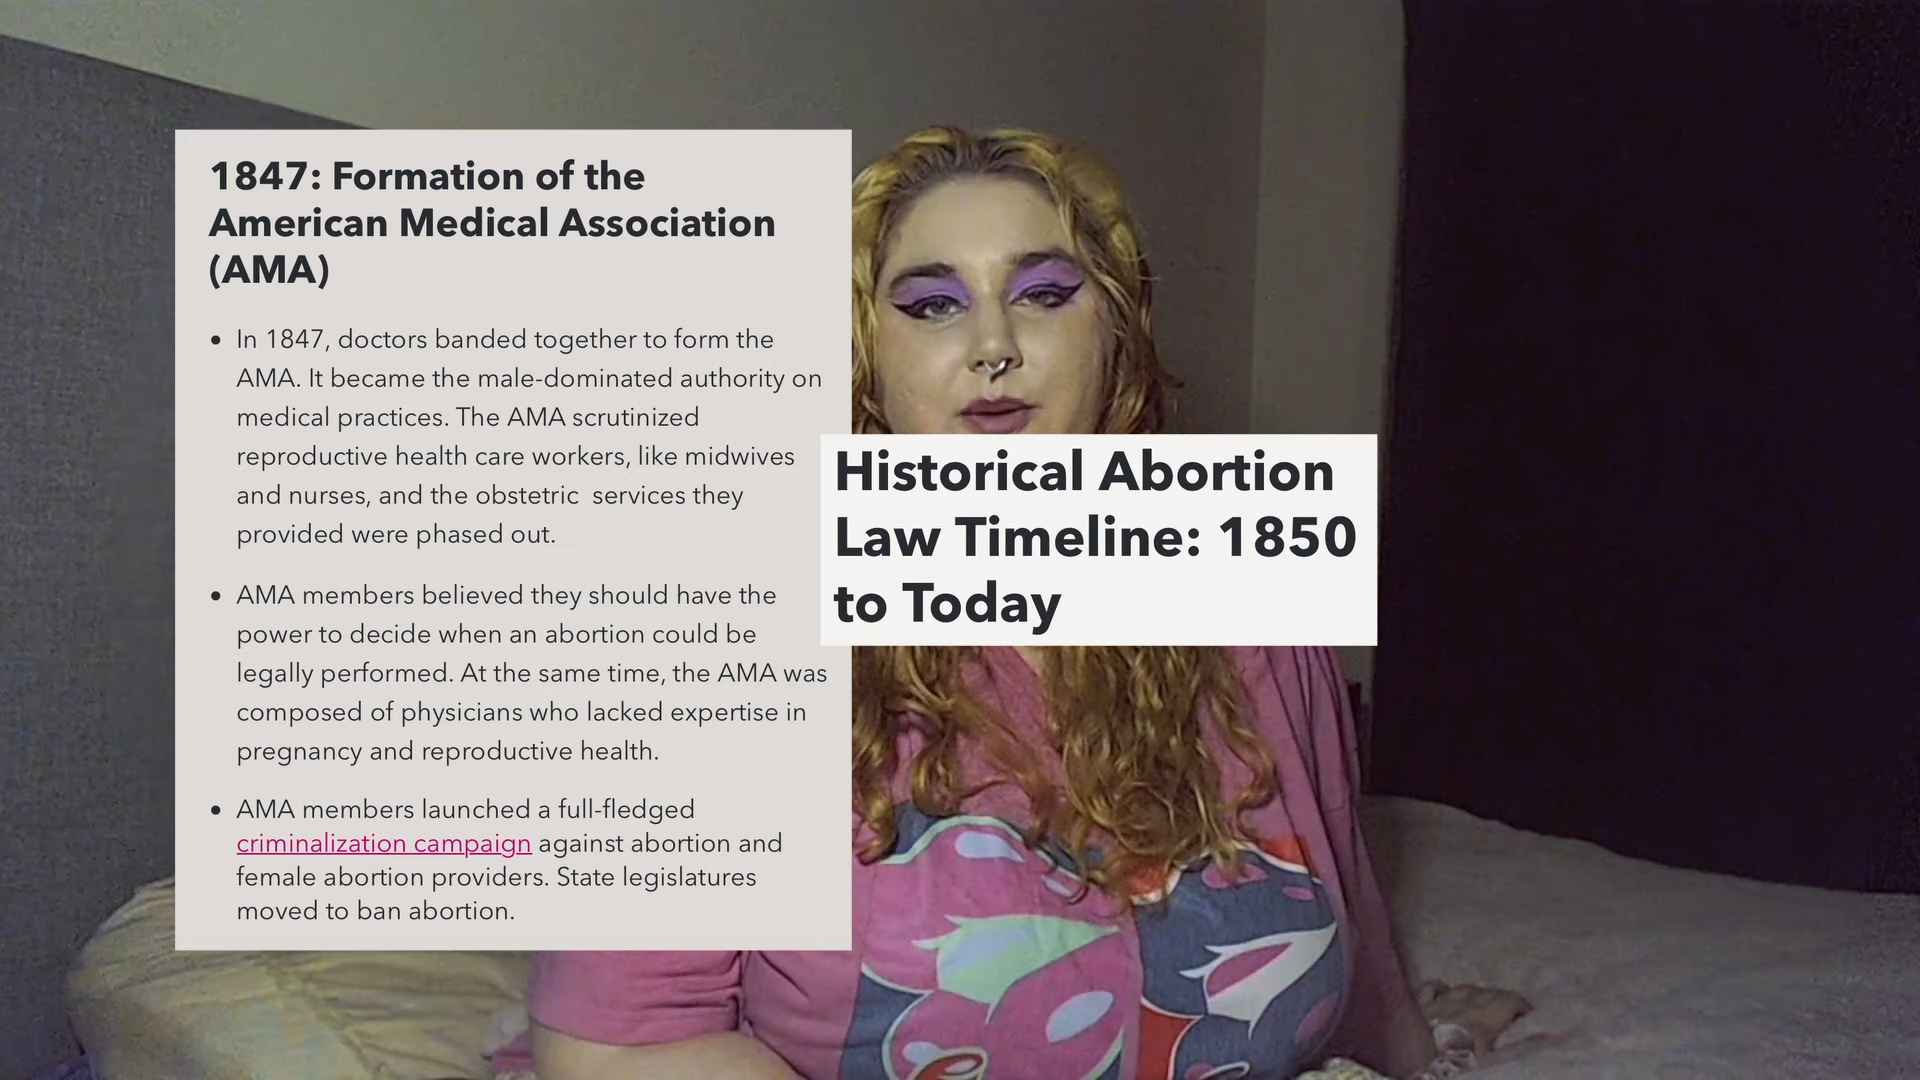 1847: Formation of the
American Medical Association
(AMA)
• In 1847, doctors banded together to form the
AMA. It became the male-dominated authority on
medical practices. The AMA scrutinized
reproductive health care workers, like midwives
and nurses, and the obstetric services they
provided were phased out.
• AMA members believed they should have the
power to decide when an abortion could be
legally performed. At the same time, the AMA was
composed of physicians who lacked expertise in
pregnancy and reproductive health.
• AMA members launched a full-fledged
criminalization campaign against abortion and
female abortion providers. State legislatures
moved to ban abortion.
Historical Abortion
Law Timeline: 1850
to Today